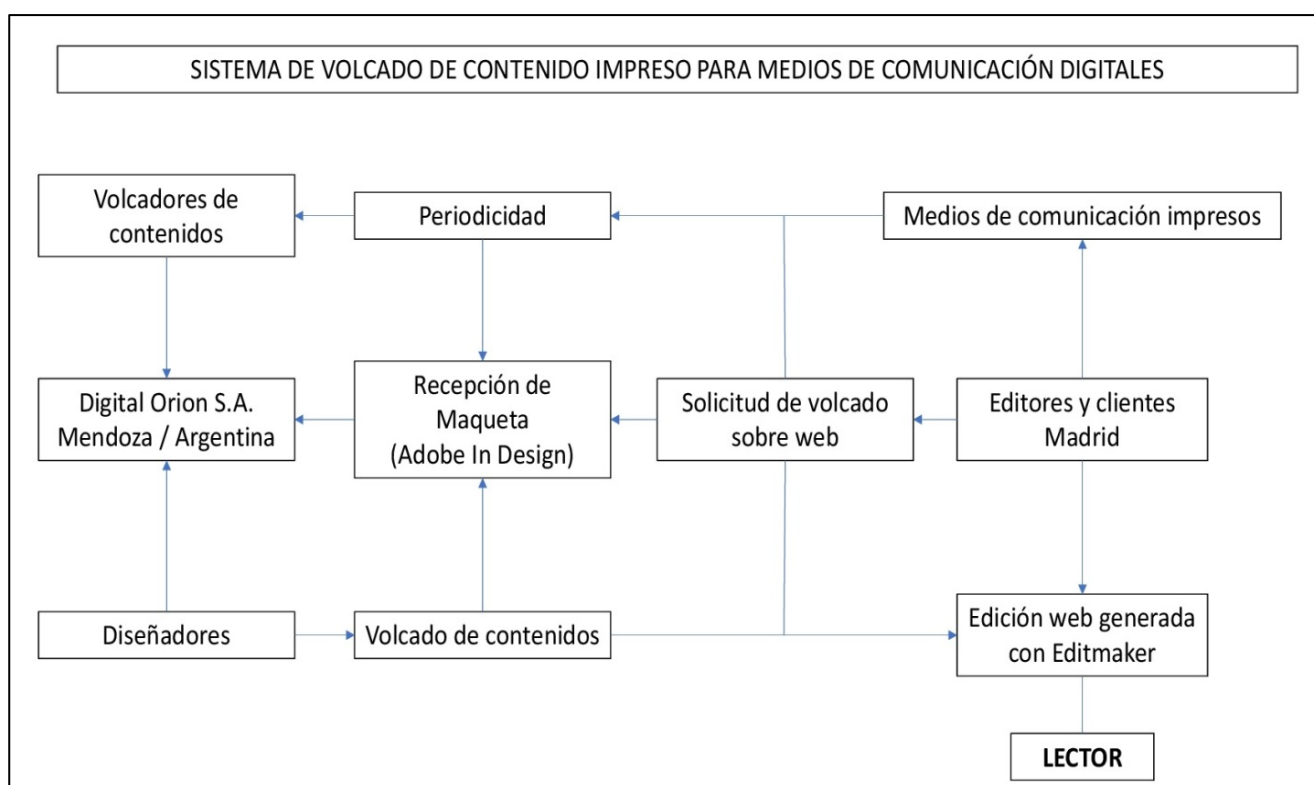 SISTEMA DE VOLCADO DE CONTENIDO IMPRESO PARA MEDIOS DE COMUNICACIÓN DIGITALES
Volcadores de
contenidos
Periodicidad
Medios de comunicación impresos
Digital Orion S.A.
Mendoza / Argentina
Recepción de
Maqueta
(Adobe In Design)
Solicitud de volcado
sobre web
Editores y clientes
Madrid
Diseñadores
Volcado de contenidos
Edición web generada
con Editmaker
LECTOR